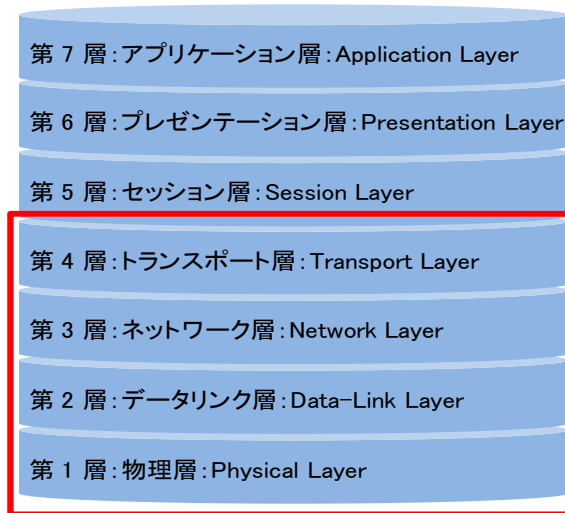 第 7 層：アプリケーション層：Application Layer
第 6 層：プレゼンテーション層：Presentation Layer
第 5 層：セッション層：Session Layer
第 4 層：トランスポート層：Transport Layer
第 3 層：ネットワーク層：Network Layer
第 2 層：データリンク層：Data-Link Layer
第 1 層：物理層：Physical Layer